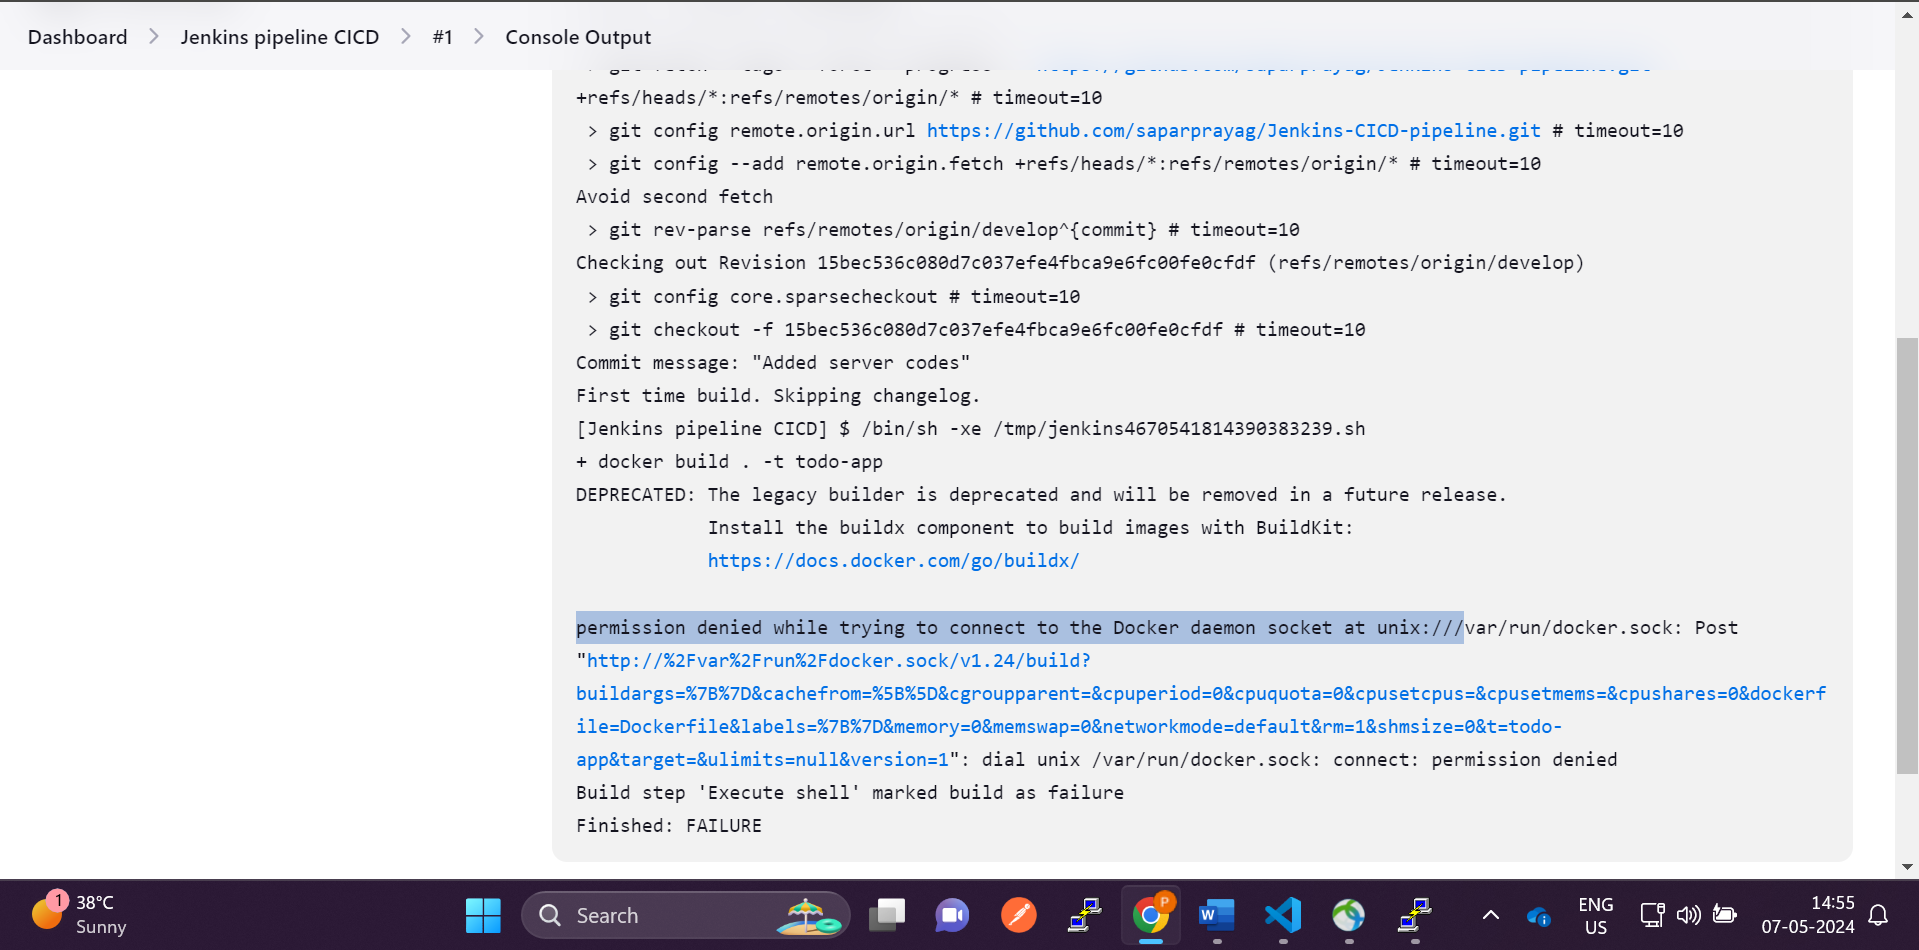 Dashboard > Jenkins pipeline CICD > #1 > Console Output
+refs/heads/*:refs/remotes/origin/* # timeout=10
> git config remote.origin.url https://github.com/saparprayag/Jenkins-CICD-pipeline.git # timeout=10
> git config --add remote.origin.fetch +refs/heads/*:refs/remotes/origin/* # timeout=10
Avoid second fetch
> git rev-parse refs/remotes/origin/develop^{commit} # timeout=10
Checking out Revision 15bec536c080d7c037efe4fbca9e6fc00fe0cfdf (refs/remotes/origin/develop)
> git config core.sparsecheckout # timeout=10
> git checkout -f 15bec536c080d7c037efe4fbca9e6fc00fe0cfdf # timeout=10
Commit message: "Added server codes"
First time build. Skipping changelog.
[Jenkins pipeline CICD] $ /bin/sh -xe /tmp/jenkins4670541814390383239.sh
+ docker build . -t todo-app
DEPRECATED: The legacy builder is deprecated and will be removed in a future release.
Install the buildx component to build images with BuildKit:
https://docs.docker.com/go/buildx/
permission denied while trying to connect to the Docker daemon socket at unix:///var/run/docker.sock: Post
"http://%2Fvar%2Frun%2Fdocker.sock/v1.24/build?
buildargs=%7B%7D&cachefrom=%5B%5D&cgroupparent=&cpuperiod=0&cpuquota=0&cpusetcpus=&cpusetmems=&cpushares=0&dockerf
ile=Dockerfile&labels=%7B%7D&memory=0&memswap=0&networkmode=default&rm=1&shmsize=0&t=todo-
app&target=&ulimits=null&version=1": dial unix /var/run/docker.sock: connect: permission denied
Build step 'Execute shell' marked build as failure
Finished: FAILURE
1
38°C
Sunny
Search
P
W
ENG
US
14:55
07-05-2024